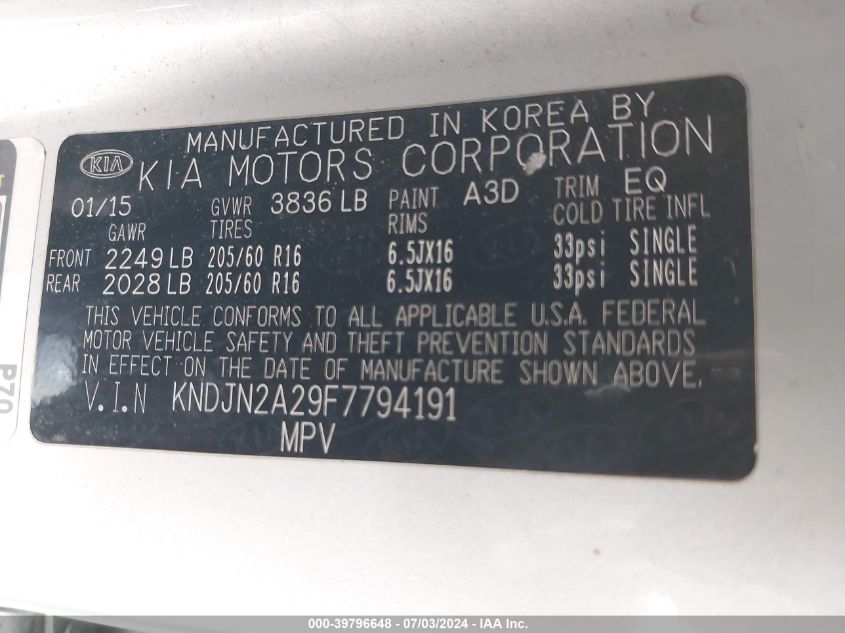 MANUFACTURED IN KOREA BY
KIA KIA MOTORS CORPORATION
01/15 GVWR 3836 LB PAINT A3D TRIM EQ
GAWR TIRES RIMS COLD TIRE INFL
FRONT 2249 LB 205/60 R16 6.5JX16 33psi SINGLE
REAR 2028 LB 205/60 R16 6.5JX16 33psi SINGLE
THIS VEHICLE CONFORMS TO ALL APPLICABLE U.S.A. FEDERAL
MOTOR VEHICLE SAFETY AND THEFT PREVENTION STANDARDS
IN EFFECT ON THE DATE OF MANUFACTURE SHOWN ABOVE.
V.I.N KNDJN2A29F7794191
MPV
P70
000-39796648 - 07/03/2024 - IAA Inc.